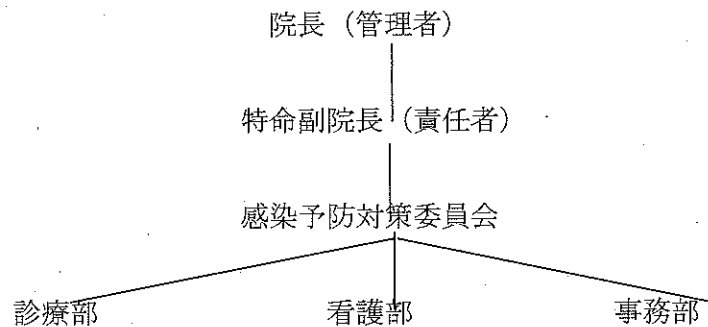 院長（管理者）
特命副院長（責任者）
感染予防対策委員会
診療部 看護部 事務部